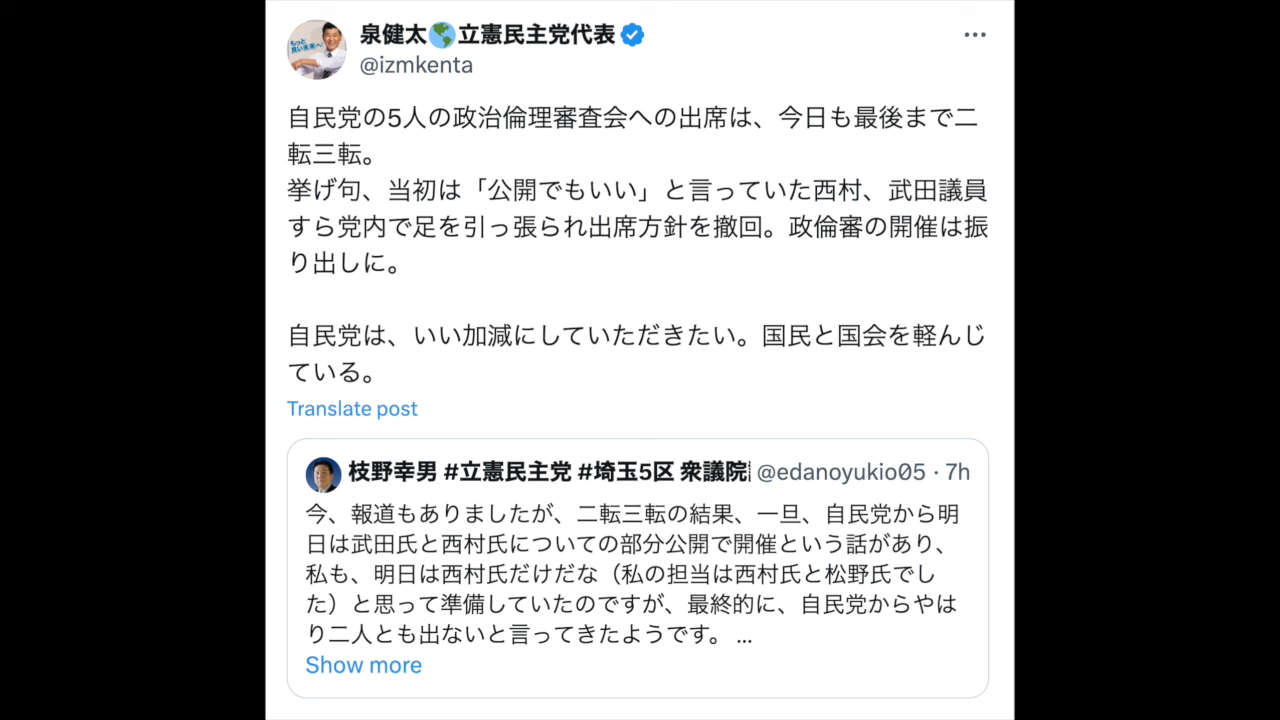 泉健太🌎立憲民主党代表
@izmkenta
もっと
良い未来へ!
自民党の5人の政治倫理審査会への出席は、今日も最後まで二
転三転。
挙げ句、当初は「公開でもいい」と言っていた西村、武田議員
すら党内で足を引っ張られ出席方針を撤回。政倫審の開催は振
り出しに。
自民党は、いい加減にしていただきたい。国民と国会を軽んじ
ている。
Translate post
枝野幸男 #立憲民主党 #埼玉5区 衆議院 @edanoyukio05 · 7h
今、報道もありましたが、二転三転の結果、一旦、自民党から明
日は武田氏と西村氏についての部分公開で開催という話があり、
私も、明日は西村氏だけだな（私の担当は西村氏と松野氏でし
た）と思って準備していたのですが、最終的に、自民党からやは
り二人とも出ないと言ってきたようです。 ...
Show more